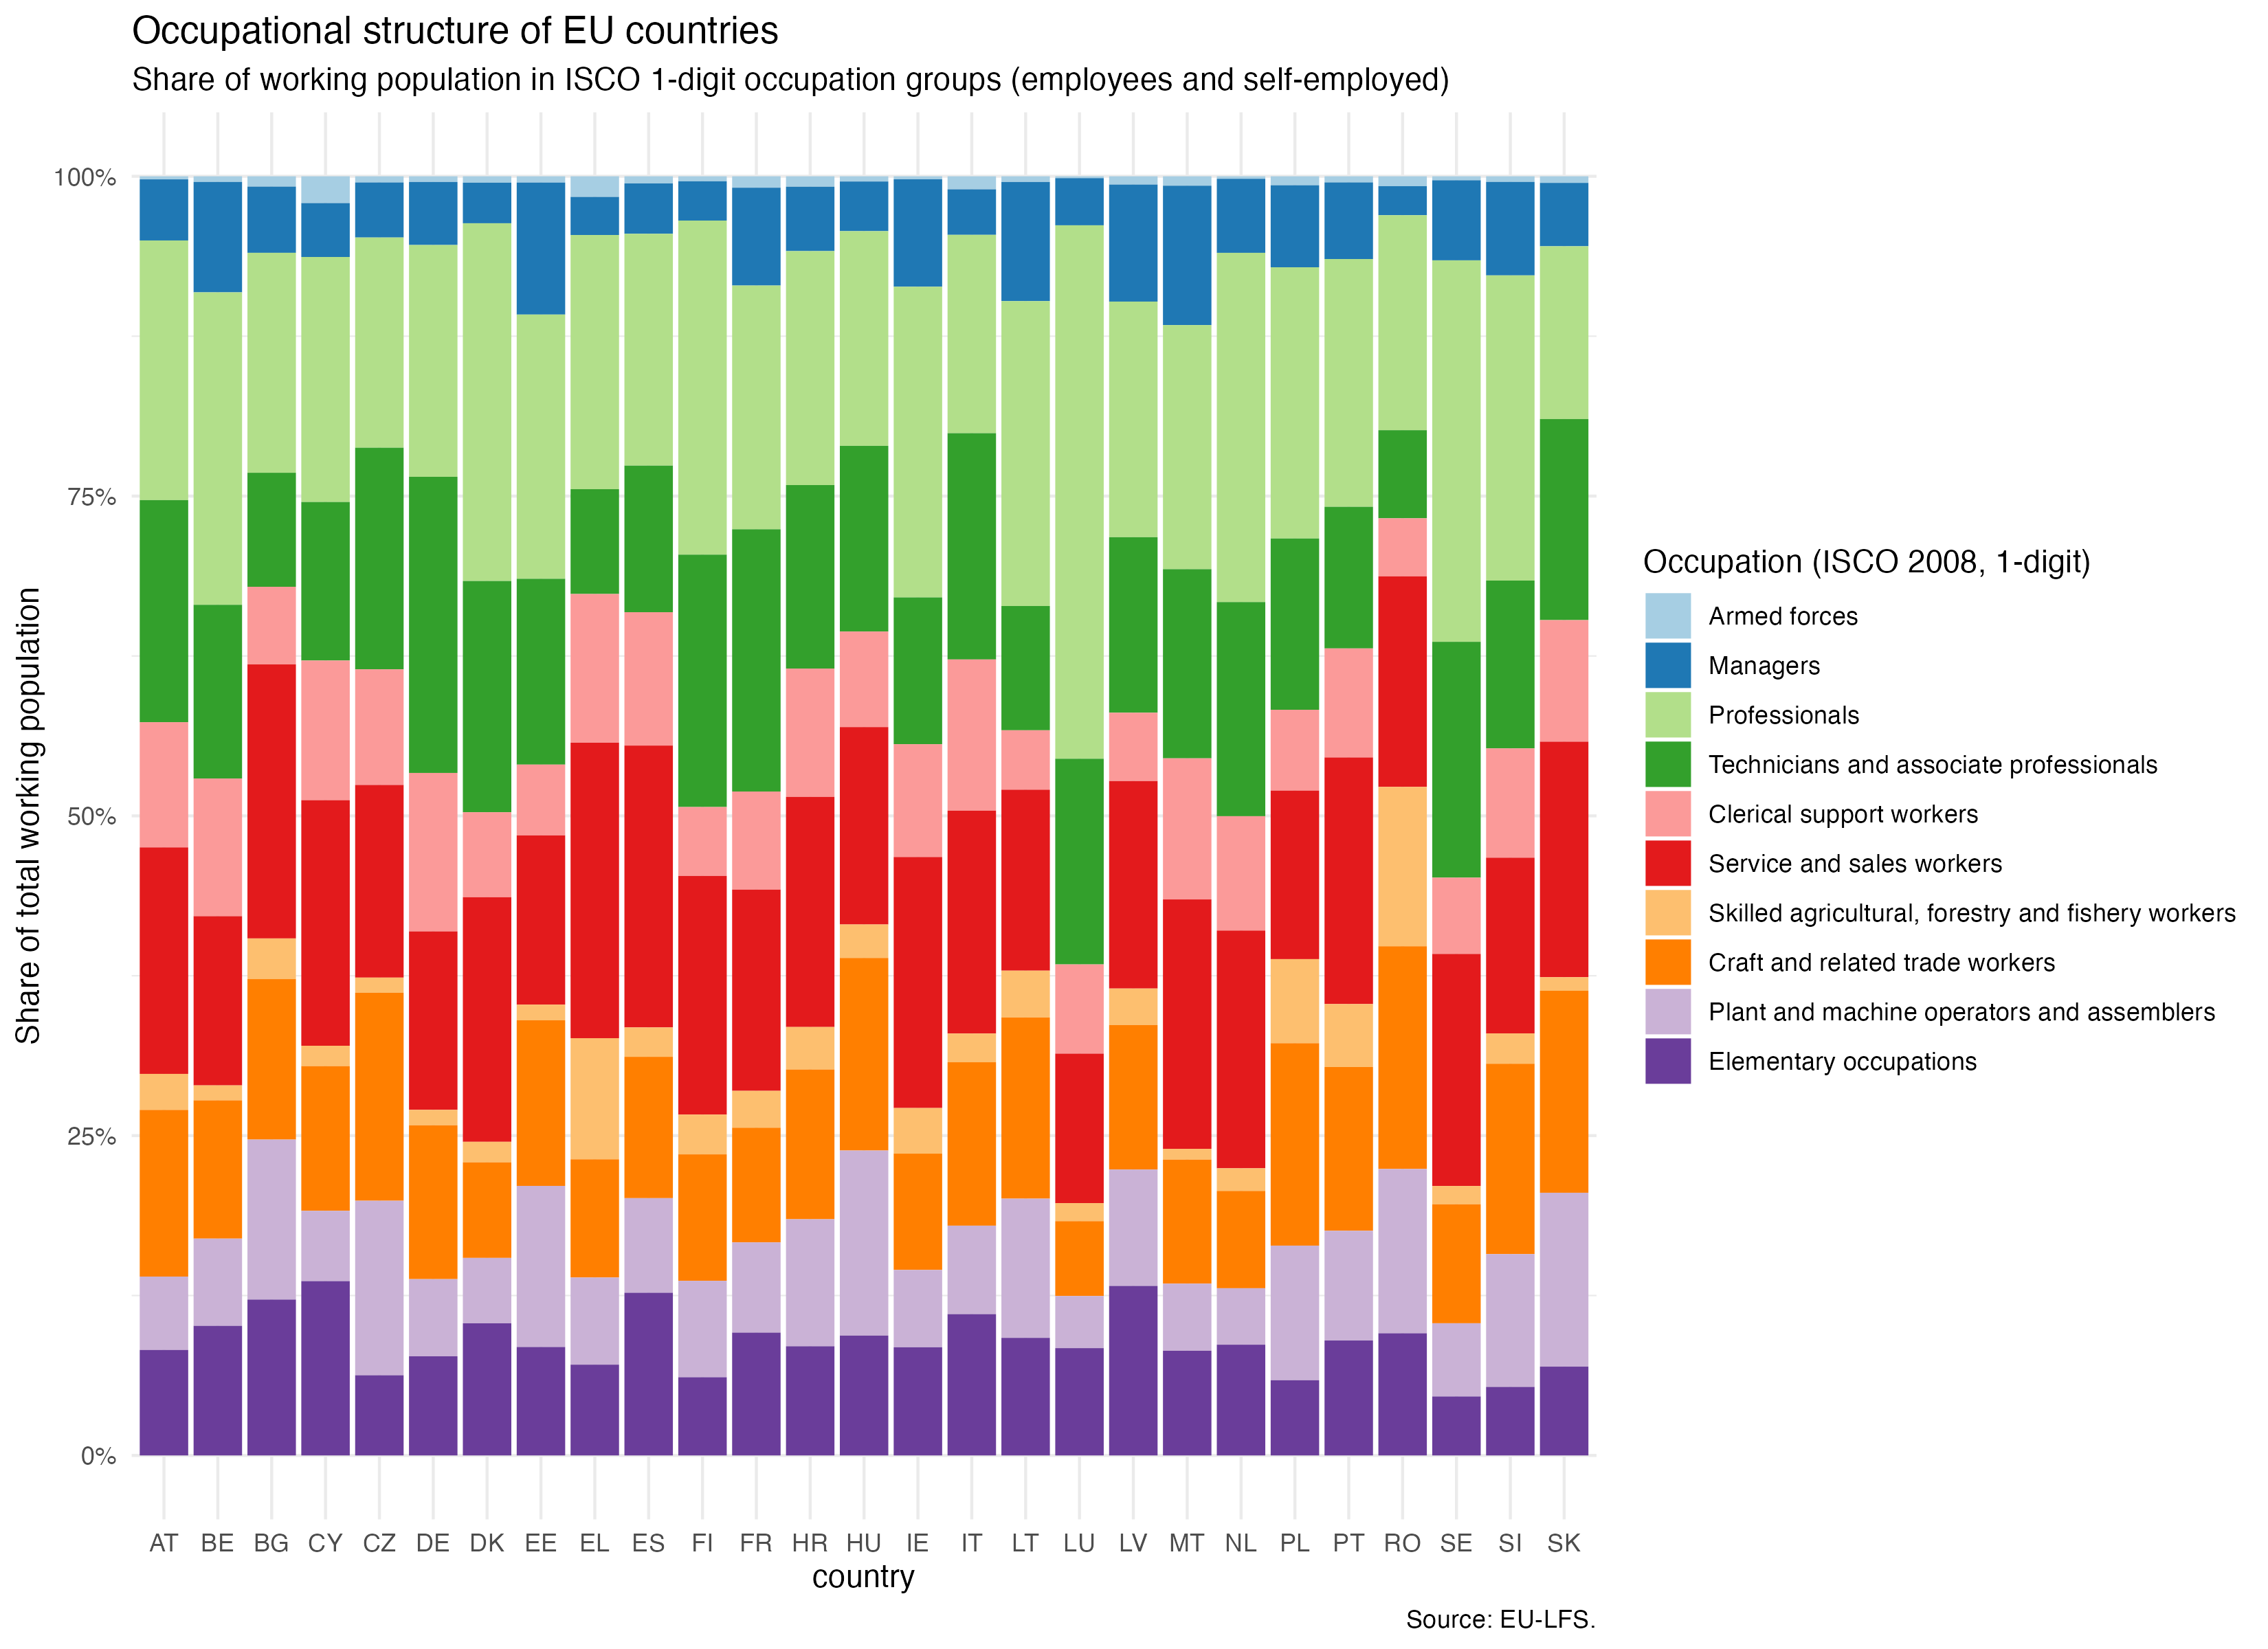 Occupational structure of EU countries
Share of working population in ISCO 1-digit occupation groups (employees and self-employed)
Share of total working population
100%
75%
50%
25%
0%
AT BE BG CY CZ DE DK EE EL ES FI FR HR HU IE IT LT LU LV MT NL PL PT RO SE SI SK
country
Occupation (ISCO 2008, 1-digit)
Armed forces
Managers
Professionals
Technicians and associate professionals
Clerical support workers
Service and sales workers
Skilled agricultural, forestry and fishery workers
Craft and related trade workers
Plant and machine operators and assemblers
Elementary occupations
Source: EU-LFS.